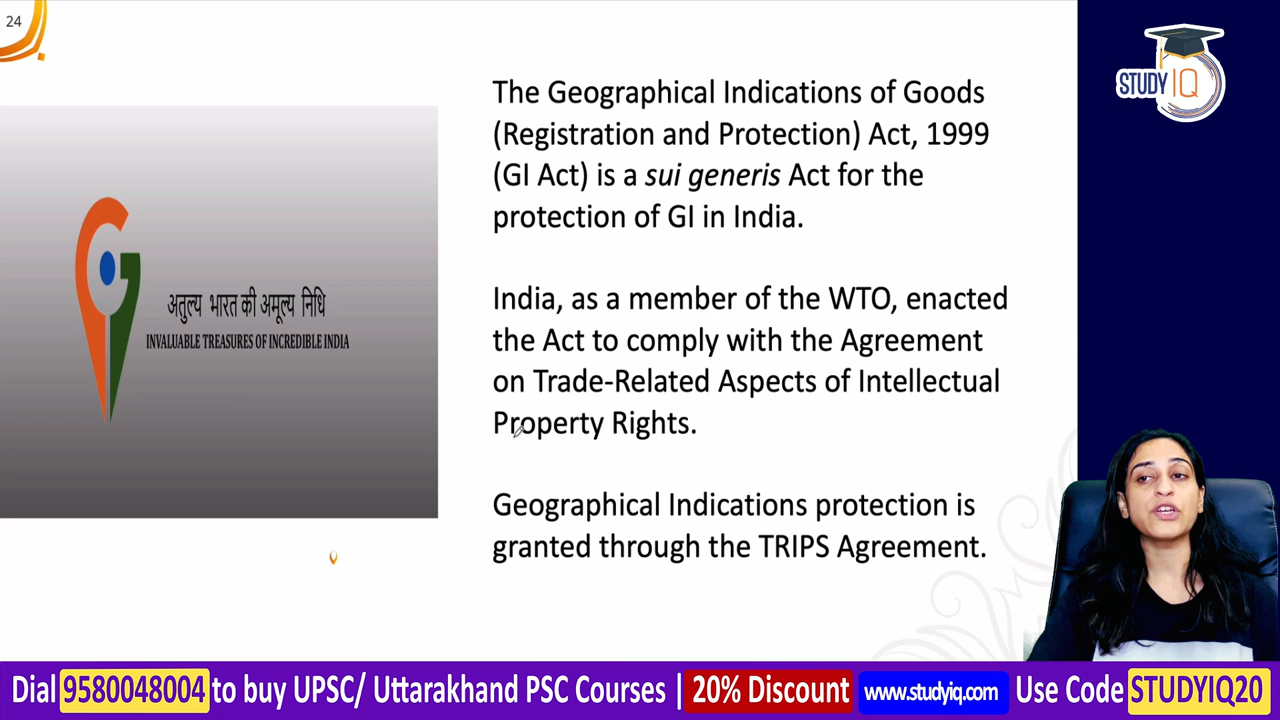 24
The Geographical Indications of Goods
(Registration and Protection) Act, 1999
(GI Act) is a sui generis Act for the
protection of GI in India.
India, as a member of the WTO, enacted
the Act to comply with the Agreement
on Trade-Related Aspects of Intellectual
Property Rights.
Geographical Indications protection is
granted through the TRIPS Agreement.
अतुल्य भारत की अमूल्य निधि
INVALUABLE TREASURES OF INCREDIBLE INDIA
STUDY IQ
Dial 9580048004 to buy UPSC/ Uttarakhand PSC Courses | 20% Discount www.studyiq.com Use Code STUDYIQ20